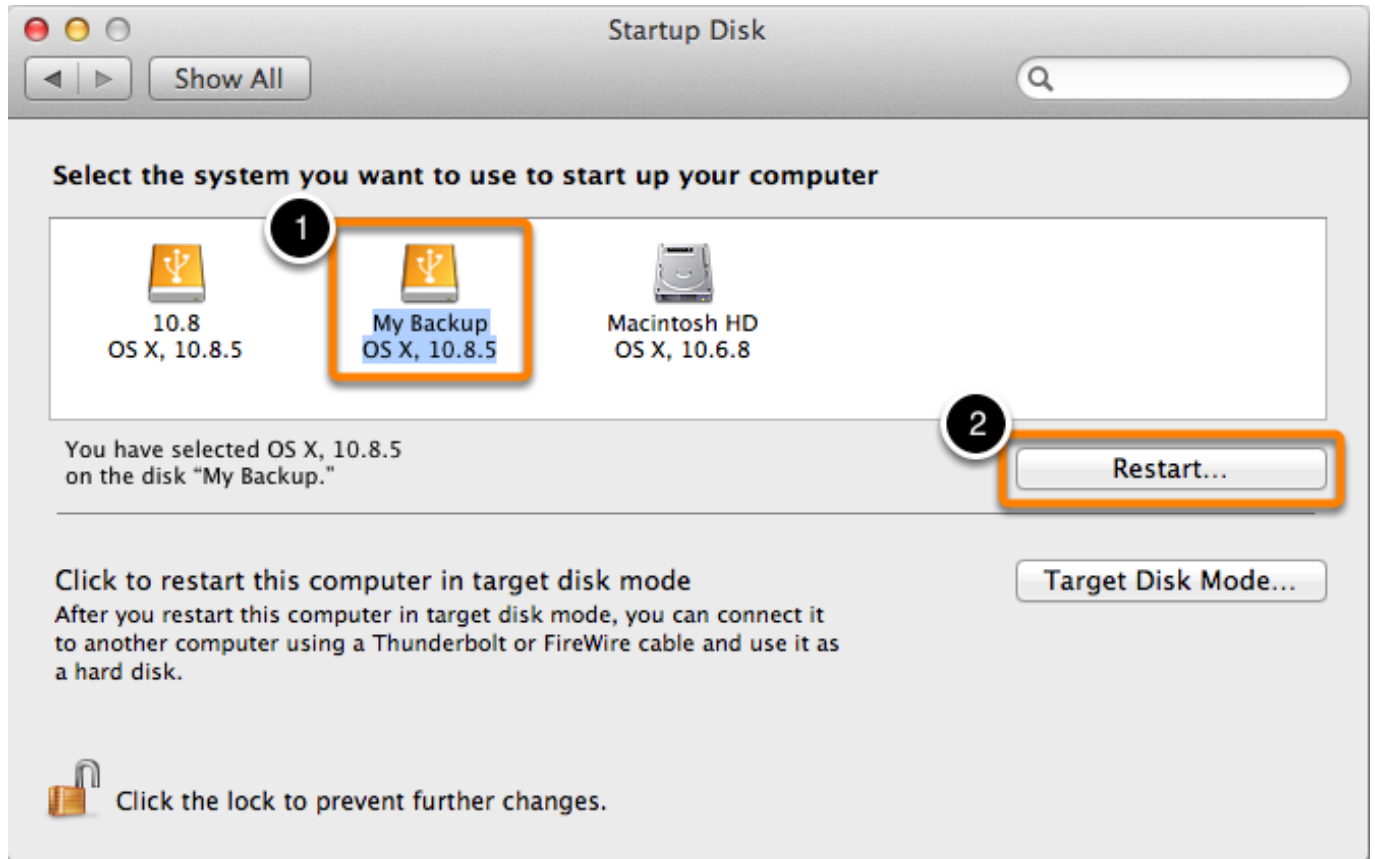 Startup Disk
Show All
Select the system you want to use to start up your computer
1
10.8
OS X, 10.8.5
My Backup
OS X, 10.8.5
Macintosh HD
OS X, 10.6.8
2
You have selected OS X, 10.8.5
on the disk “My Backup.”
Restart...
Click to restart this computer in target disk mode
After you restart this computer in target disk mode, you can connect it
to another computer using a Thunderbolt or FireWire cable and use it as
a hard disk.
Target Disk Mode...
Click the lock to prevent further changes.